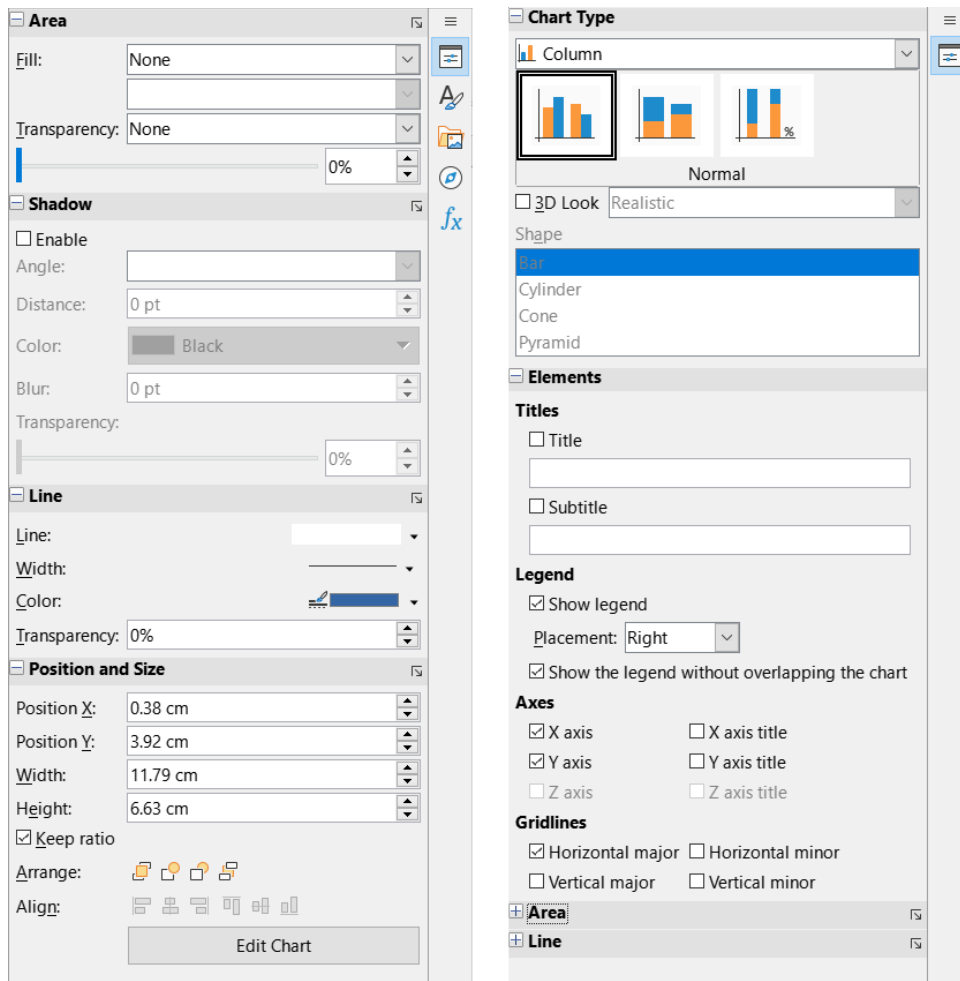 Area
Fill: None
Transparency: None
0%
Shadow
Enable
Angle:
Distance: 0 pt
Color: Black
Blur: 0 pt
Transparency:
0%
Line
Line:
Width:
Color:
Transparency: 0%
Position and Size
Position X: 0.38 cm
Position Y: 3.92 cm
Width: 11.79 cm
Height: 6.63 cm
Keep ratio
Arrange:
Align:
Edit Chart
fx
Chart Type
Column
%
Normal
3D Look Realistic
Shape
Bar
Cylinder
Cone
Pyramid
Elements
Titles
Title
Subtitle
Legend
Show legend
Placement: Right
Show the legend without overlapping the chart
Axes
X axis X axis title
Y axis Y axis title
Z axis Z axis title
Gridlines
Horizontal major Horizontal minor
Vertical major Vertical minor
Area
Line